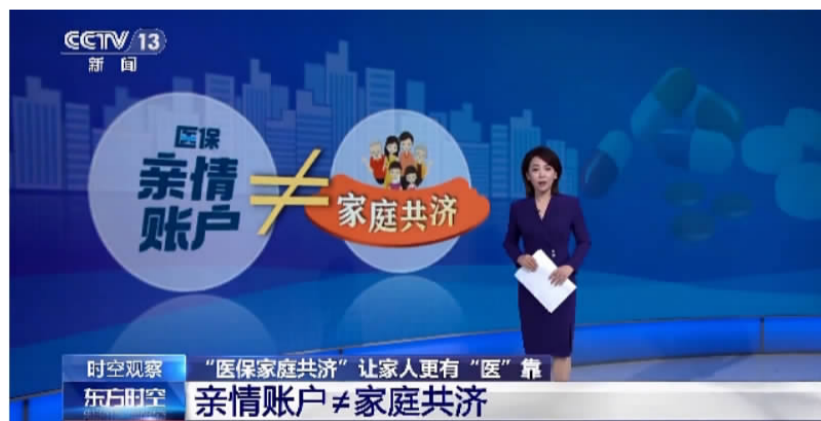 CCTV 13
新闻
医保
亲情
账户
≠
家庭共济
时空观察
“医保家庭共济”让家人更有“医”靠
东方时空
亲情账户≠家庭共济